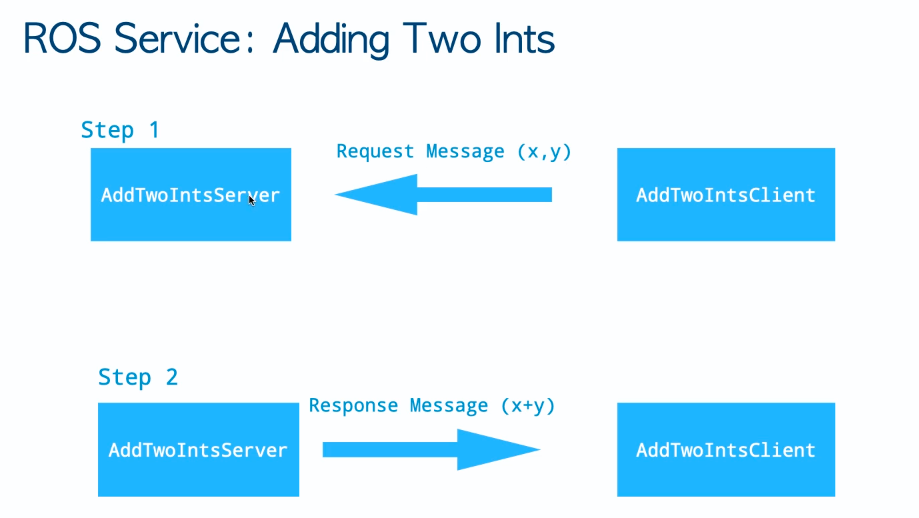 ROS Service: Adding Two Ints
Step 1
Request Message (x,y)
AddTwoIntsServer
AddTwoIntsClient
Step 2
Response Message (x+y)
AddTwoIntsServer
AddTwoIntsClient